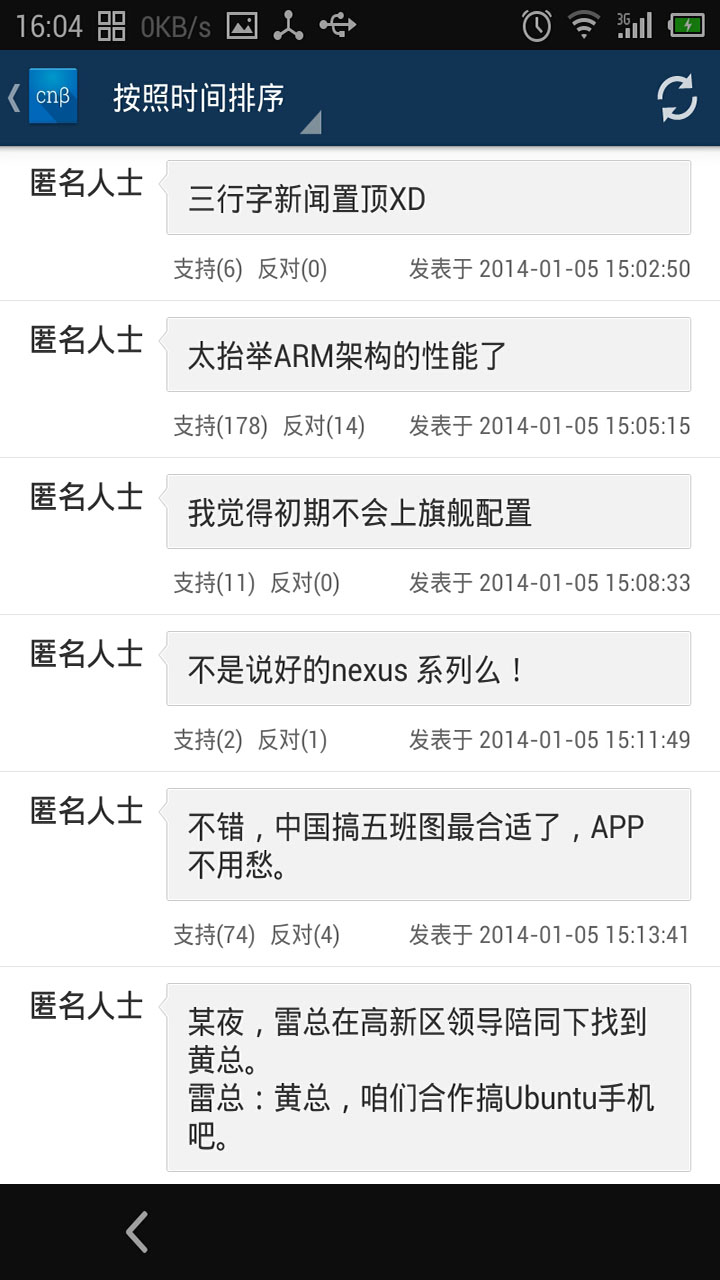 16:04 0KB/s 3G
cnβ 按照时间排序
匿名人士
三行字新闻置顶XD
支持(6) 反对(0) 发表于 2014-01-05 15:02:50
匿名人士
太抬举ARM架构的性能了
支持(178) 反对(14) 发表于 2014-01-05 15:05:15
匿名人士
我觉得初期不会上旗舰配置
支持(11) 反对(0) 发表于 2014-01-05 15:08:33
匿名人士
不是说好的nexus 系列么！
支持(2) 反对(1) 发表于 2014-01-05 15:11:49
匿名人士
不错，中国搞五班图最合适了，APP
不用愁。
支持(74) 反对(4) 发表于 2014-01-05 15:13:41
匿名人士
某夜，雷总在高新区领导陪同下找到
黄总。
雷总：黄总，咱们合作搞Ubuntu手机
吧。